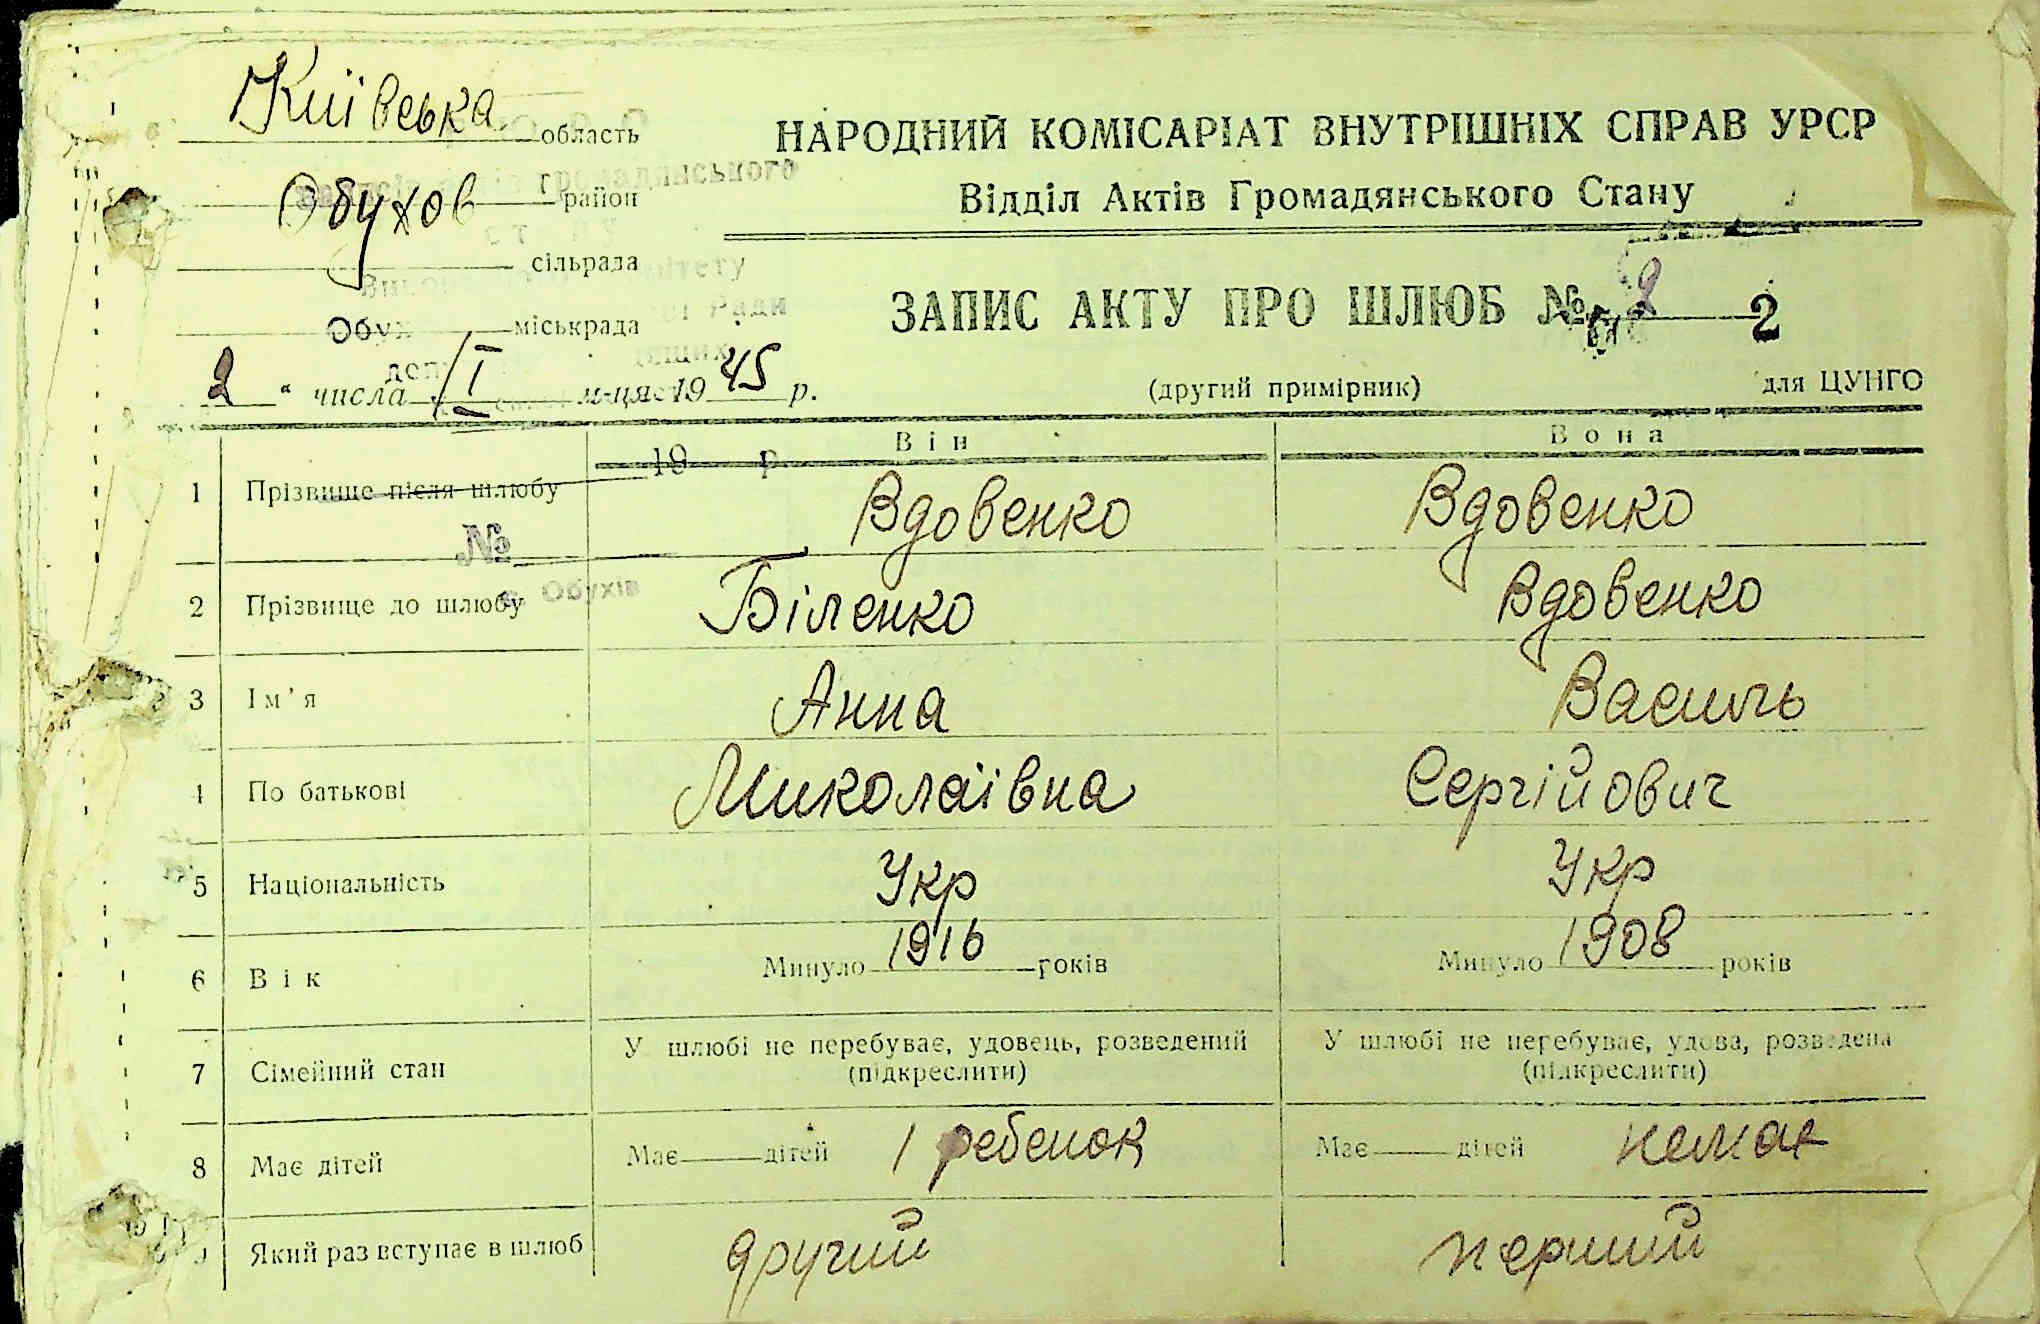 Київська область
НАРОДНИЙ КОМІСАРІАТ ВНУТРІШНІХ СПРАВ УРСР
Обухов район
Відділ Актів Громадянського Стану
сільрада
ЗАПИС АКТУ ПРО ШЛЮБ № 2 2
Обух міськрада
2 “ числа I м-ця 1945 р.
(другий примірник)
для ЦУНГО
Він Вона
19 р
1 Прізвище після шлюбу Вдовенко Вдовенко
№
с. Обухів
2 Прізвище до шлюбу Біленко Вдовенко
3 Ім’я Анна Василь
4 По батькові Миколаївна Сергійович
5 Національність Укр Укр
6 Вік Минуло 1916 років Минуло 1908 років
7 Сімейний стан У шлюбі не перебуває, удовець, розведений У шлюбі не перебуває, удова, розведена
(підкреслити) (підкреслити)
8 Має дітей Має дітей 1 ребенок Має дітей немає
9 Який раз вступає в шлюб другий перший